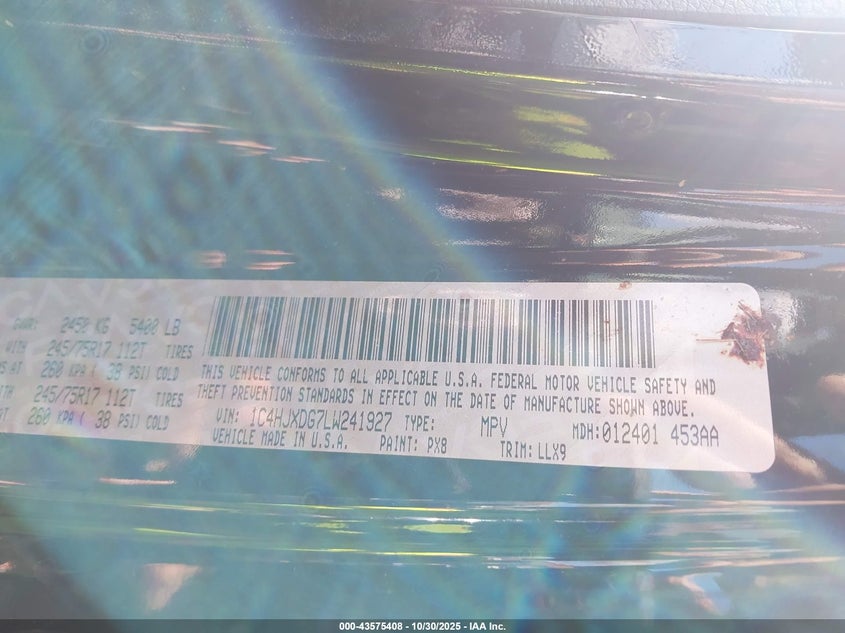 GVWR: 2450 KG 5400 LB
WITH 245/75R17 112T TIRES
AT 260 KPA ( 38 PSI) COLD
WITH 245/75R17 112T TIRES
AT 260 KPA ( 38 PSI) COLD
THIS VEHICLE CONFORMS TO ALL APPLICABLE U.S.A. FEDERAL MOTOR VEHICLE SAFETY AND
THEFT PREVENTION STANDARDS IN EFFECT ON THE DATE OF MANUFACTURE SHOWN ABOVE.
VIN: 1C4HJXDG7LW241927 TYPE: MPV MDH:012401 453AA
VEHICLE MADE IN U.S.A. PAINT: PX8 TRIM: LLX9
000-43575408 - 10/30/2025 - IAA Inc.